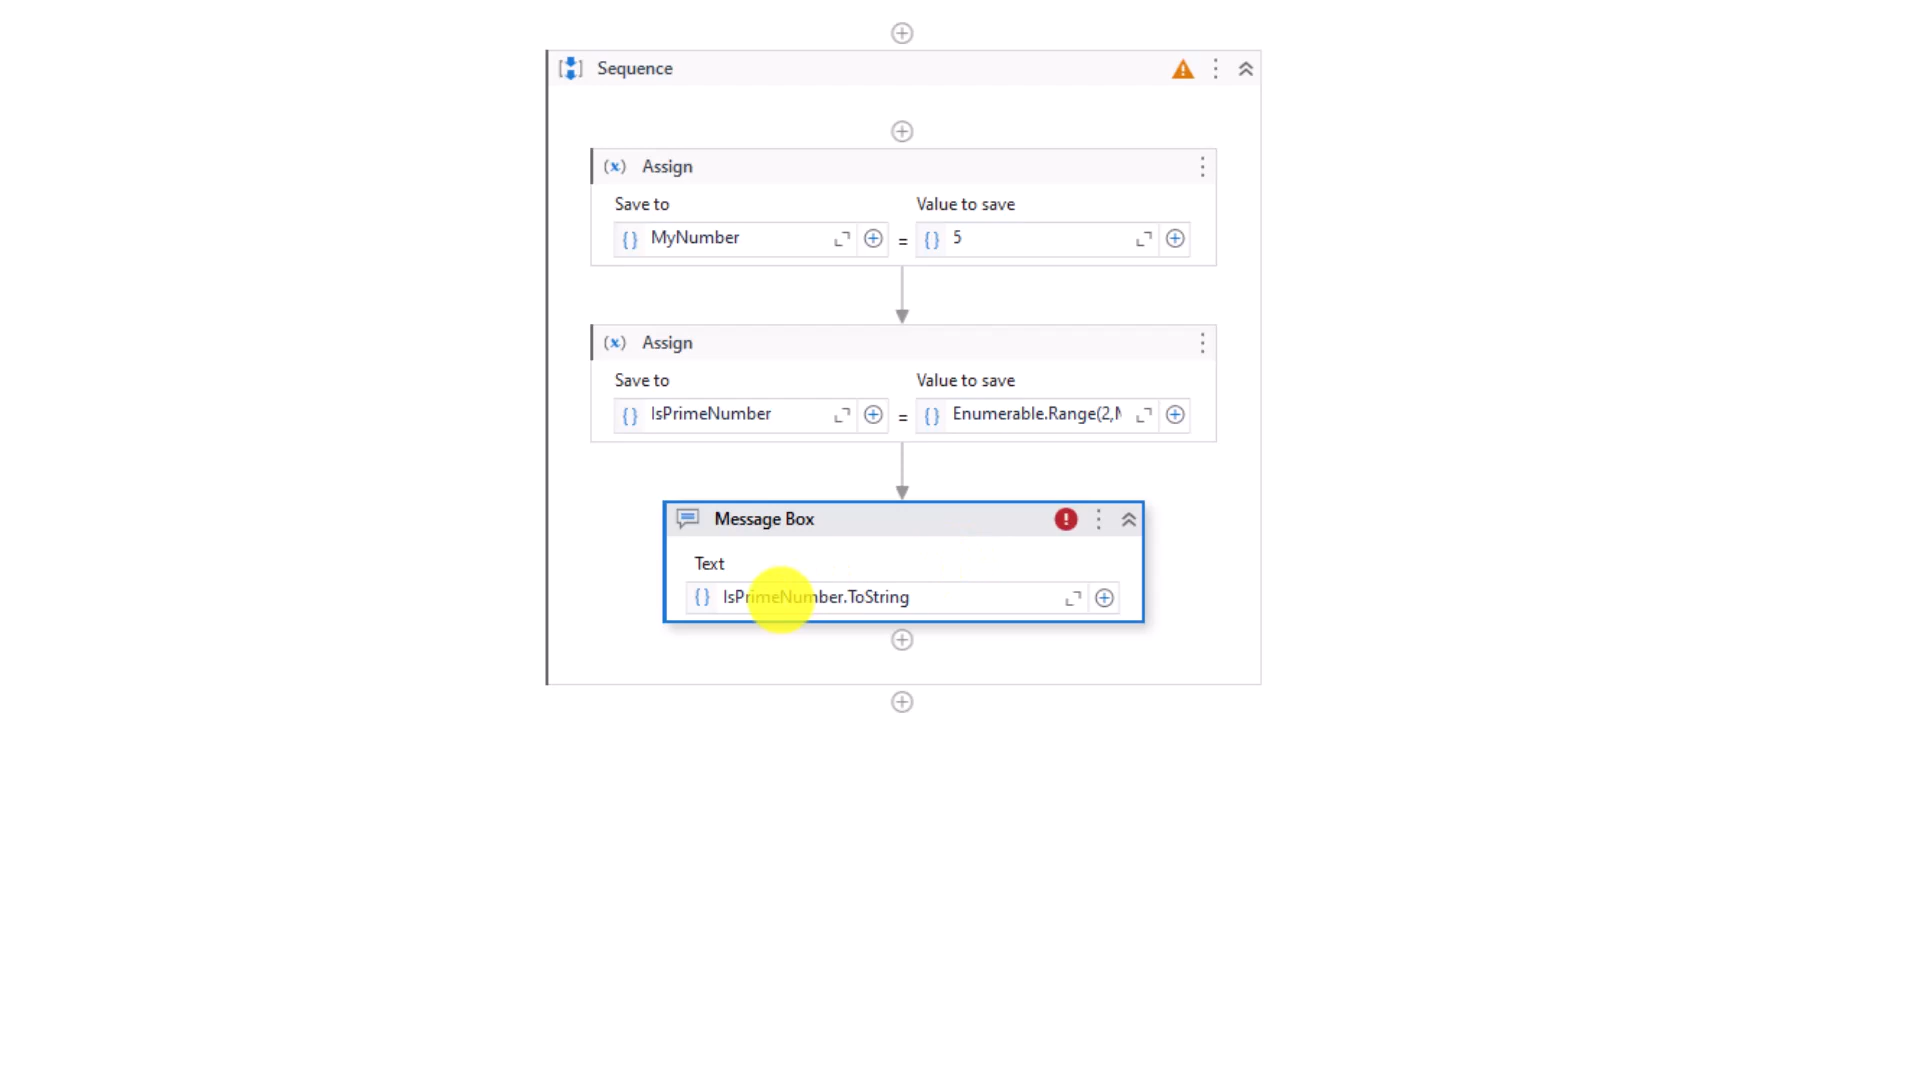 Sequence
Assign
Save to Value to save
MyNumber = 5
Assign
Save to Value to save
IsPrimeNumber = Enumerable.Range(2,
Message Box
Text
IsPrimeNumber.ToString